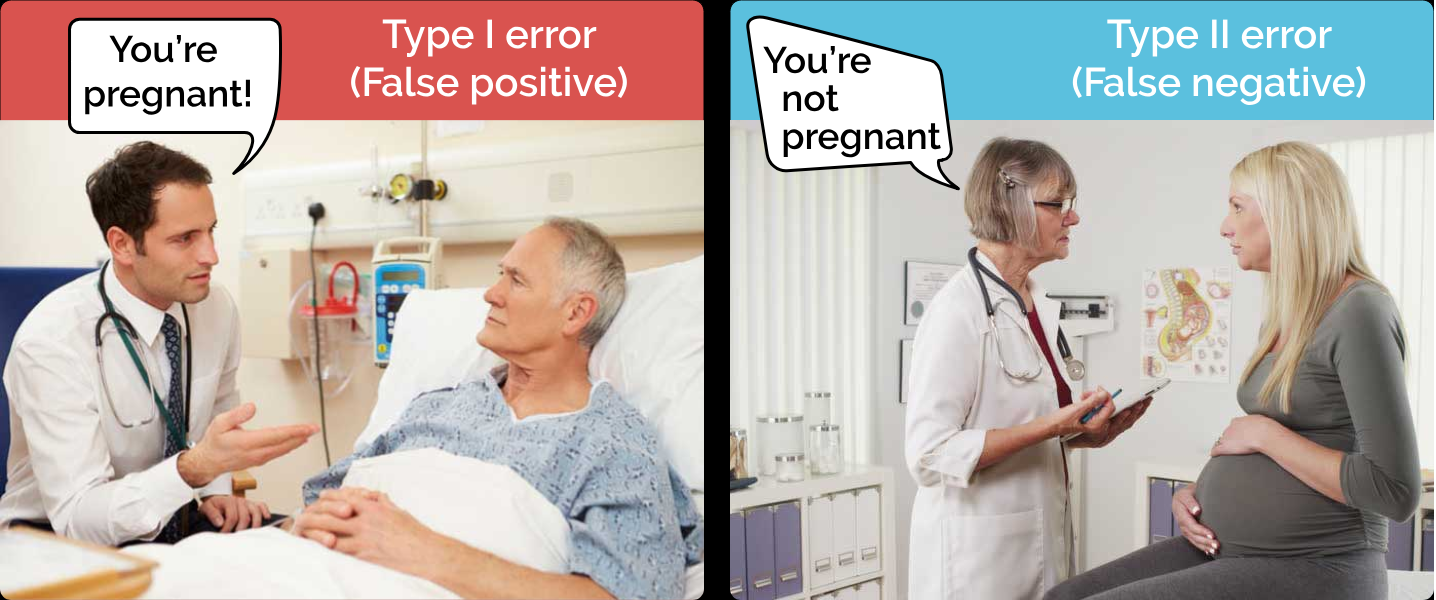 You're
pregnant!
Type I error
(False positive)
You're
not
pregnant
Type II error
(False negative)